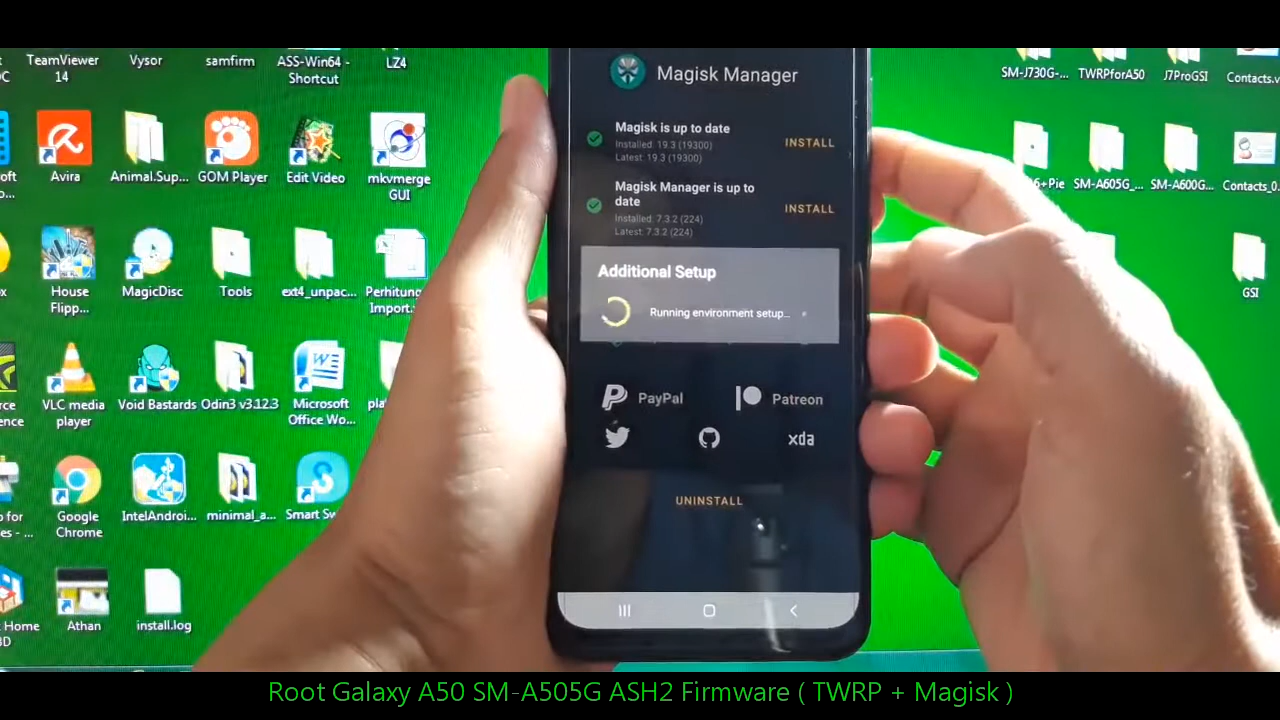 TeamViewer
14
Vysor
samfirm
ASS-Win64 -
Shortcut
LZ4
SM-J730G-...
TWRPforA50
J7ProGSI
Contacts.v
Magisk Manager
Magisk is up to date
Installed: 19.3 (19300)
Latest: 19.3 (19300)
INSTALL
Magisk Manager is up to
date
Installed: 7.3.2 (224)
Latest: 7.3.2 (224)
INSTALL
Additional Setup
Running environment setup...
PayPal
Patreon
xda
UNINSTALL
Avira
Animal.Sup...
GOM Player
Edit Video
mkvmerge
GUI
6+Pie
SM-A605G_...
SM-A600G...
Contacts_0
House
Flipp...
MagicDisc
Tools
ext4_unpac...
Perhitung
Import.
GSI
VLC media
player
Void Bastards
Odin3 v3.12.3
Microsoft
Office Wo...
plat
Google
Chrome
IntelAndroi...
minimal_a...
Smart Sw
Home
Athan
install.log
Root Galaxy A50 SM-A505G ASH2 Firmware ( TWRP + Magisk )